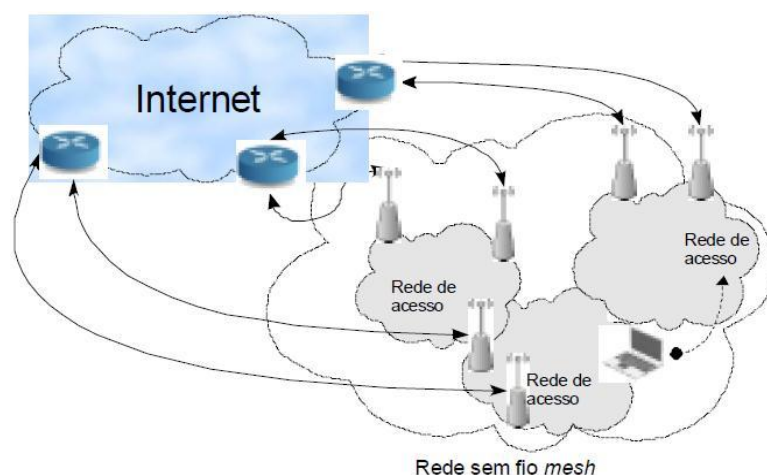 Internet
Rede de
acesso
Rede de
acesso
Rede de
acesso
Rede sem fio mesh